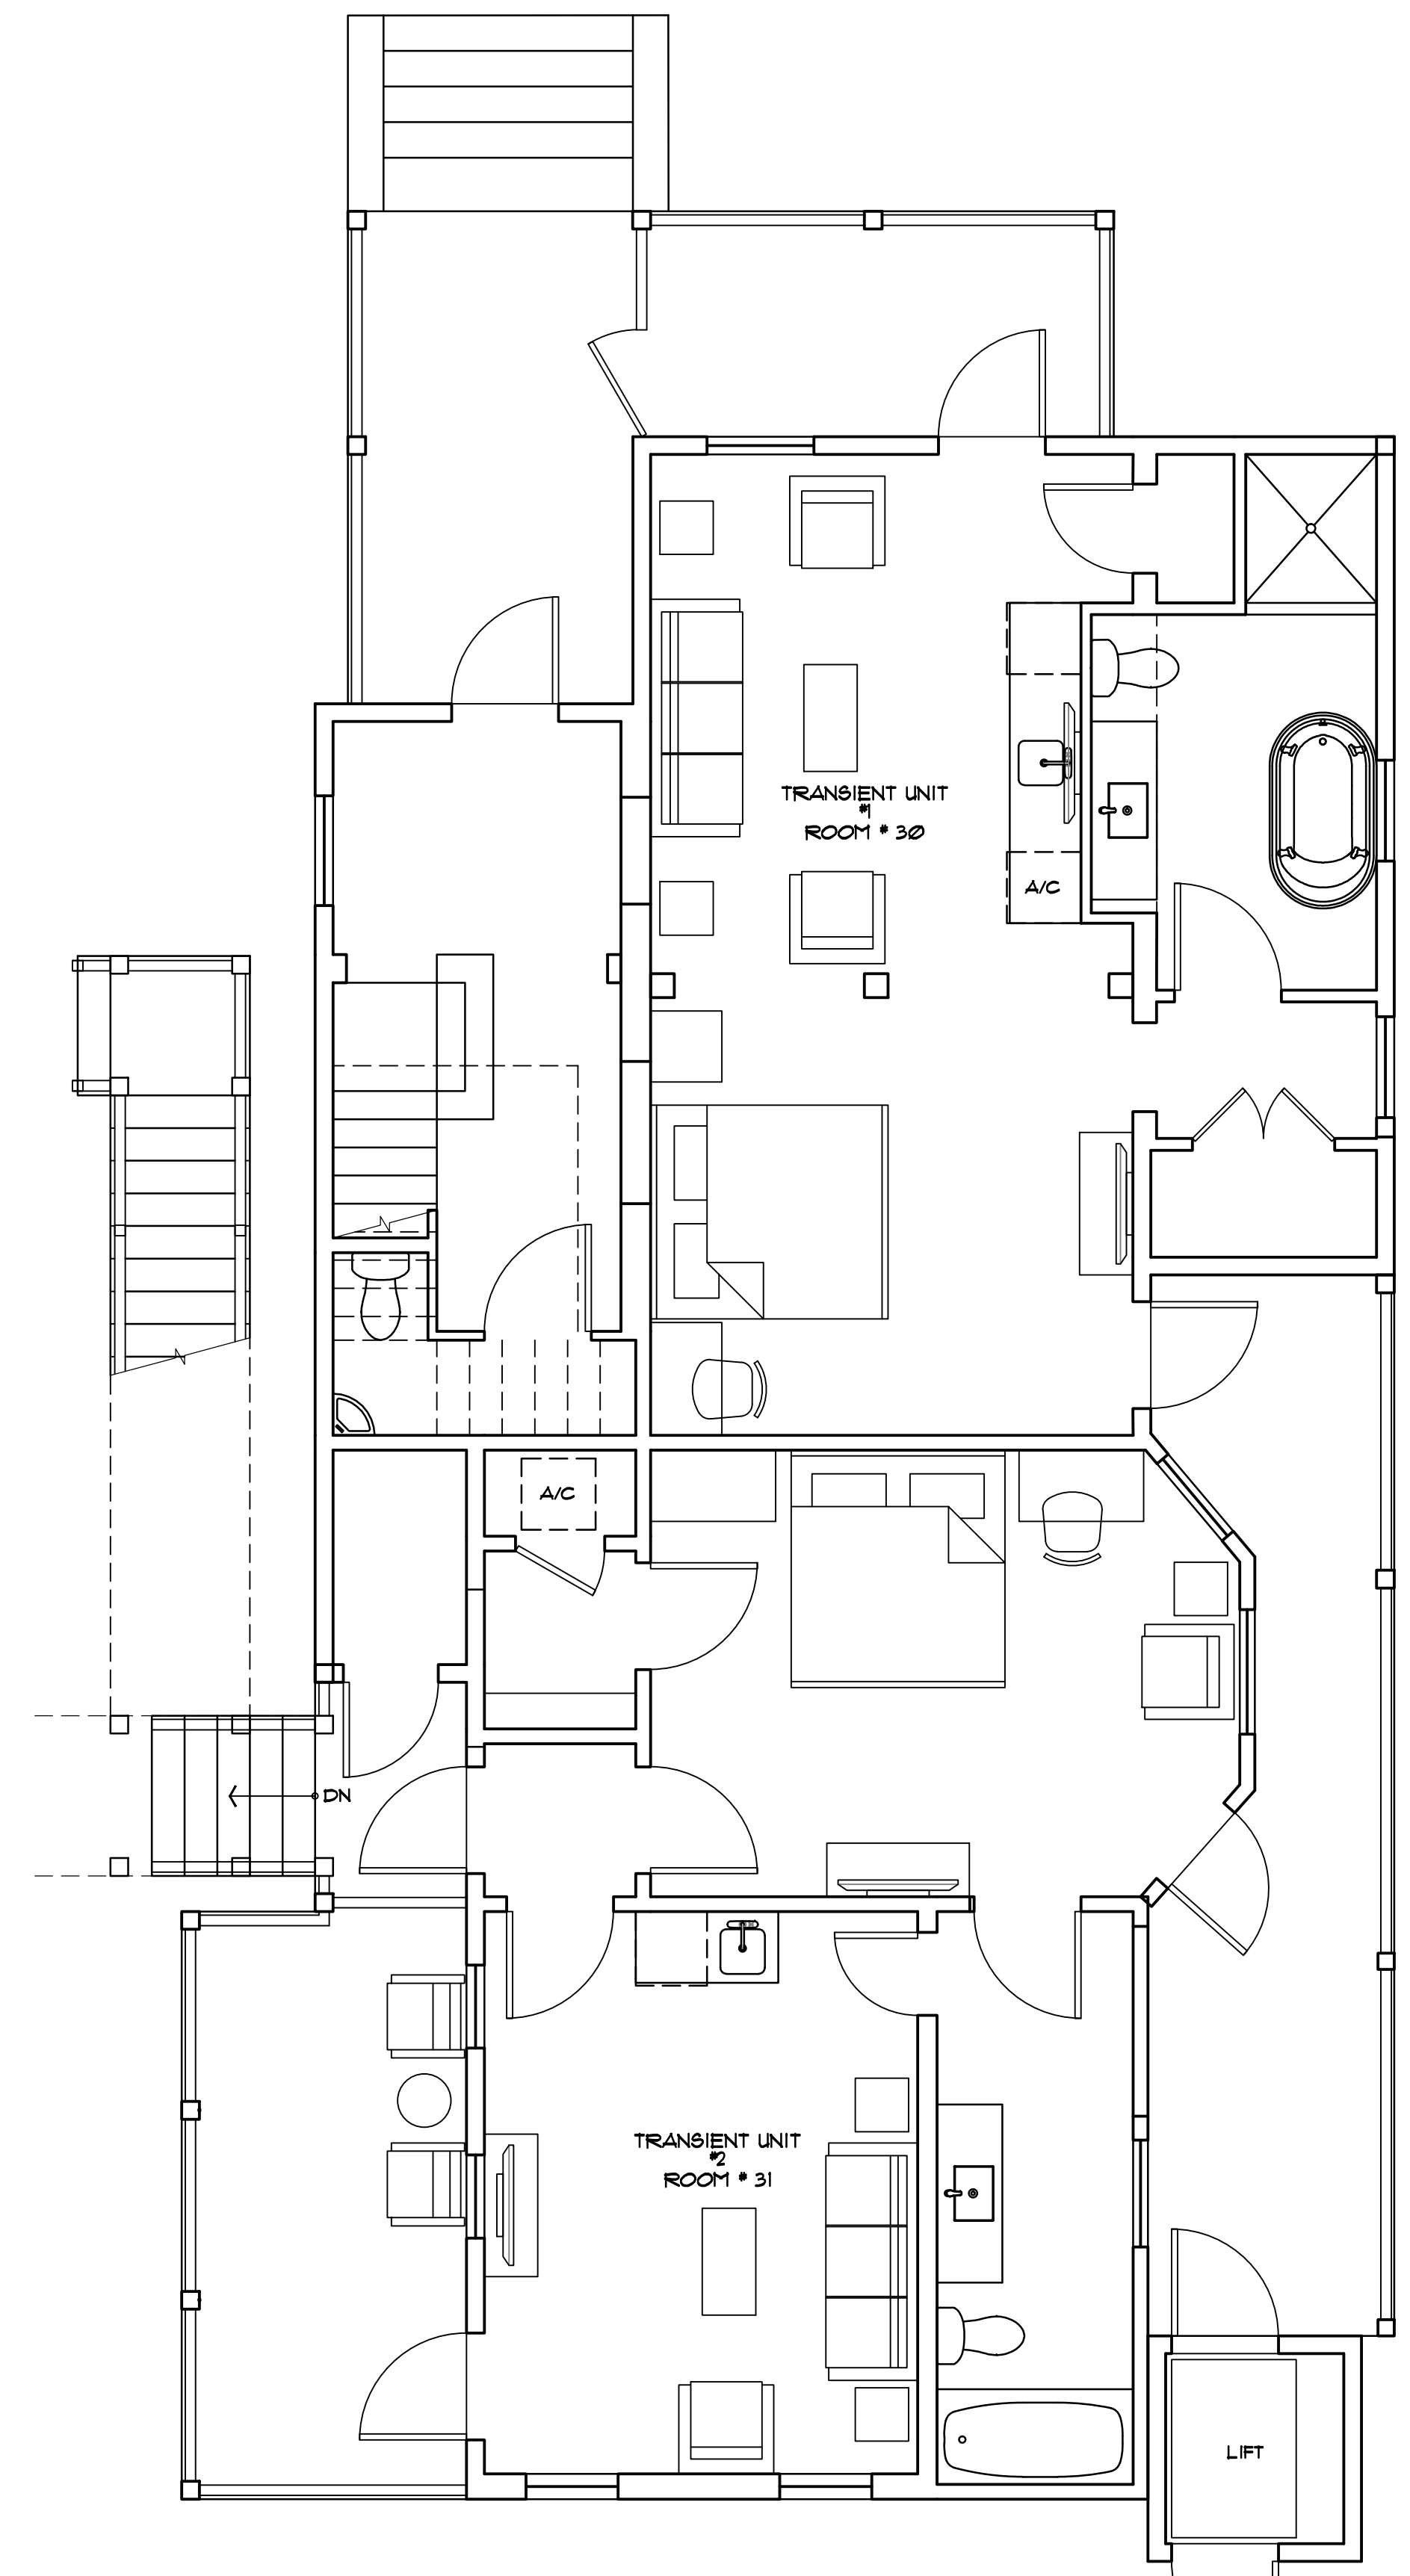 TRANSIENT UNIT
#1
ROOM # 30
A/C
A/C
DN
TRANSIENT UNIT
#2
ROOM # 31
LIFT